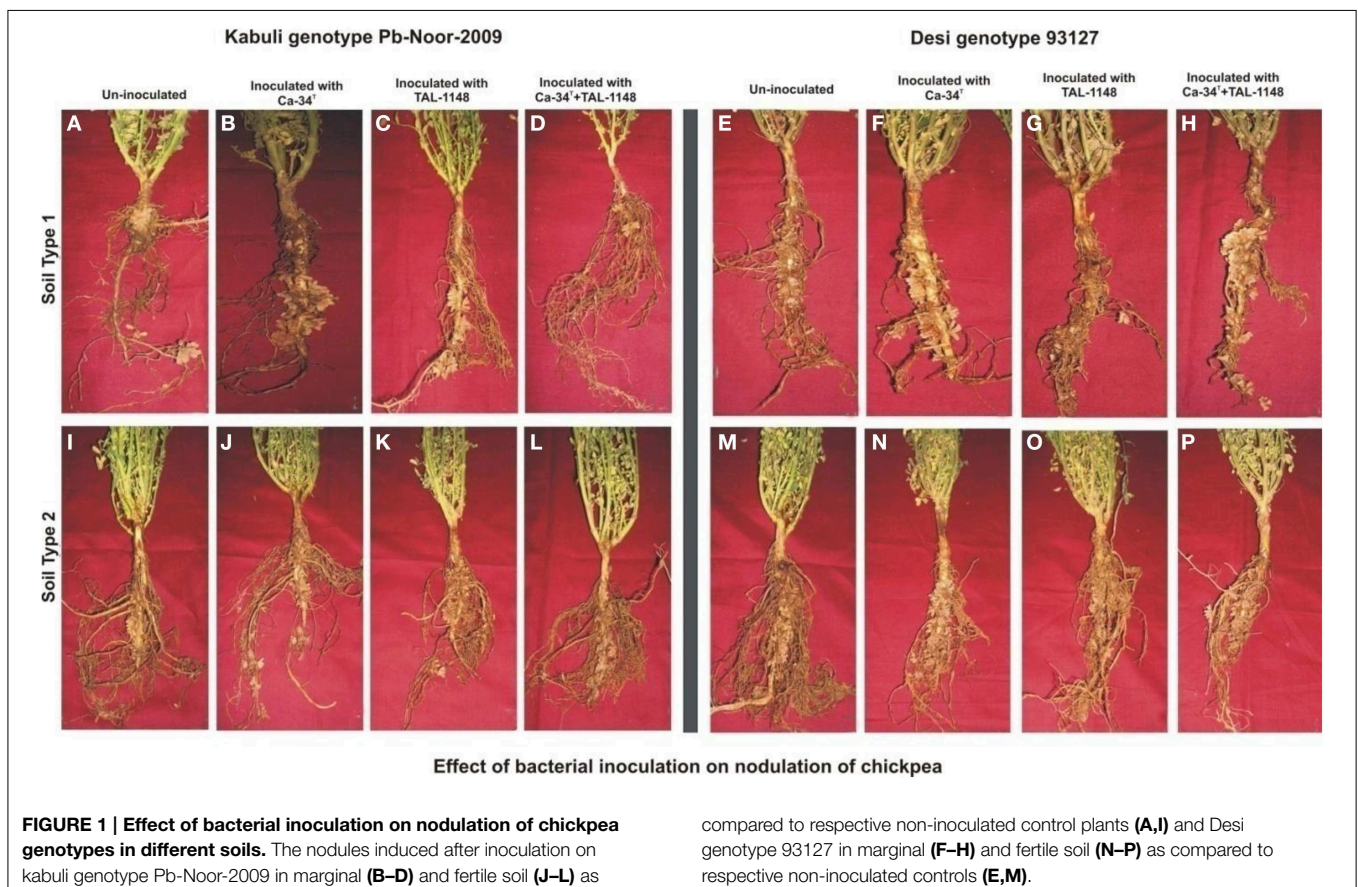 Kabuli genotype Pb-Noor-2009
Desi genotype 93127
Un-inoculated
Inoculated with
Ca-34ᵀ
Inoculated with
TAL-1148
Inoculated with
Ca-34ᵀ+TAL-1148
Un-inoculated
Inoculated with
Ca-34ᵀ
Inoculated with
TAL-1148
Inoculated with
Ca-34ᵀ+TAL-1148
Soil Type 1
A
B
C
D
E
F
G
H
Soil Type 2
I
J
K
L
M
N
O
P
Effect of bacterial inoculation on nodulation of chickpea
FIGURE 1 | Effect of bacterial inoculation on nodulation of chickpea
genotypes in different soils. The nodules induced after inoculation on
kabuli genotype Pb-Noor-2009 in marginal (B–D) and fertile soil (J–L) as
compared to respective non-inoculated control plants (A,I) and Desi
genotype 93127 in marginal (F–H) and fertile soil (N–P) as compared to
respective non-inoculated controls (E,M).